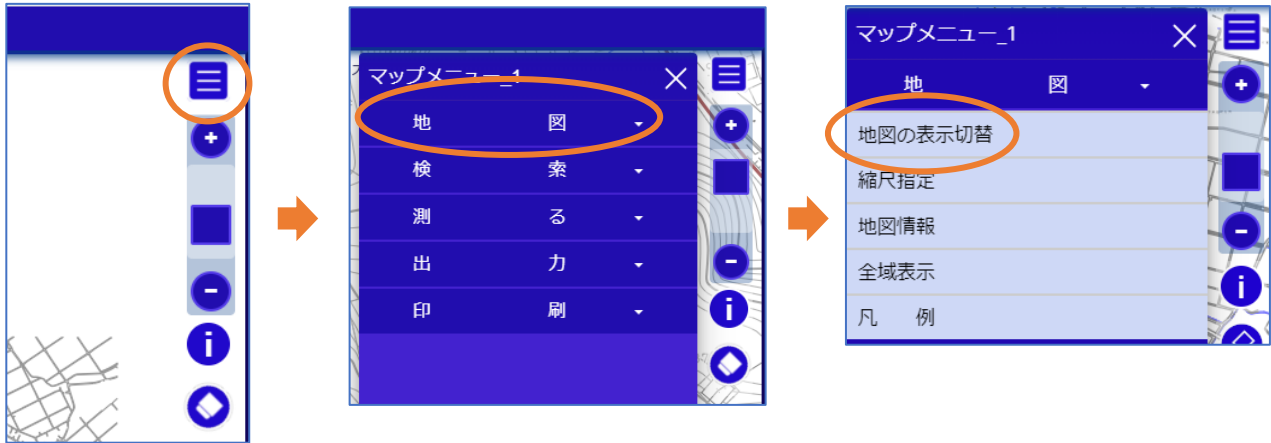 マップメニュー_1
地 図
検 索
測 る
出 力
印 刷
マップメニュー_1
地 図
地図の表示切替
縮尺指定
地図情報
全域表示
凡 例